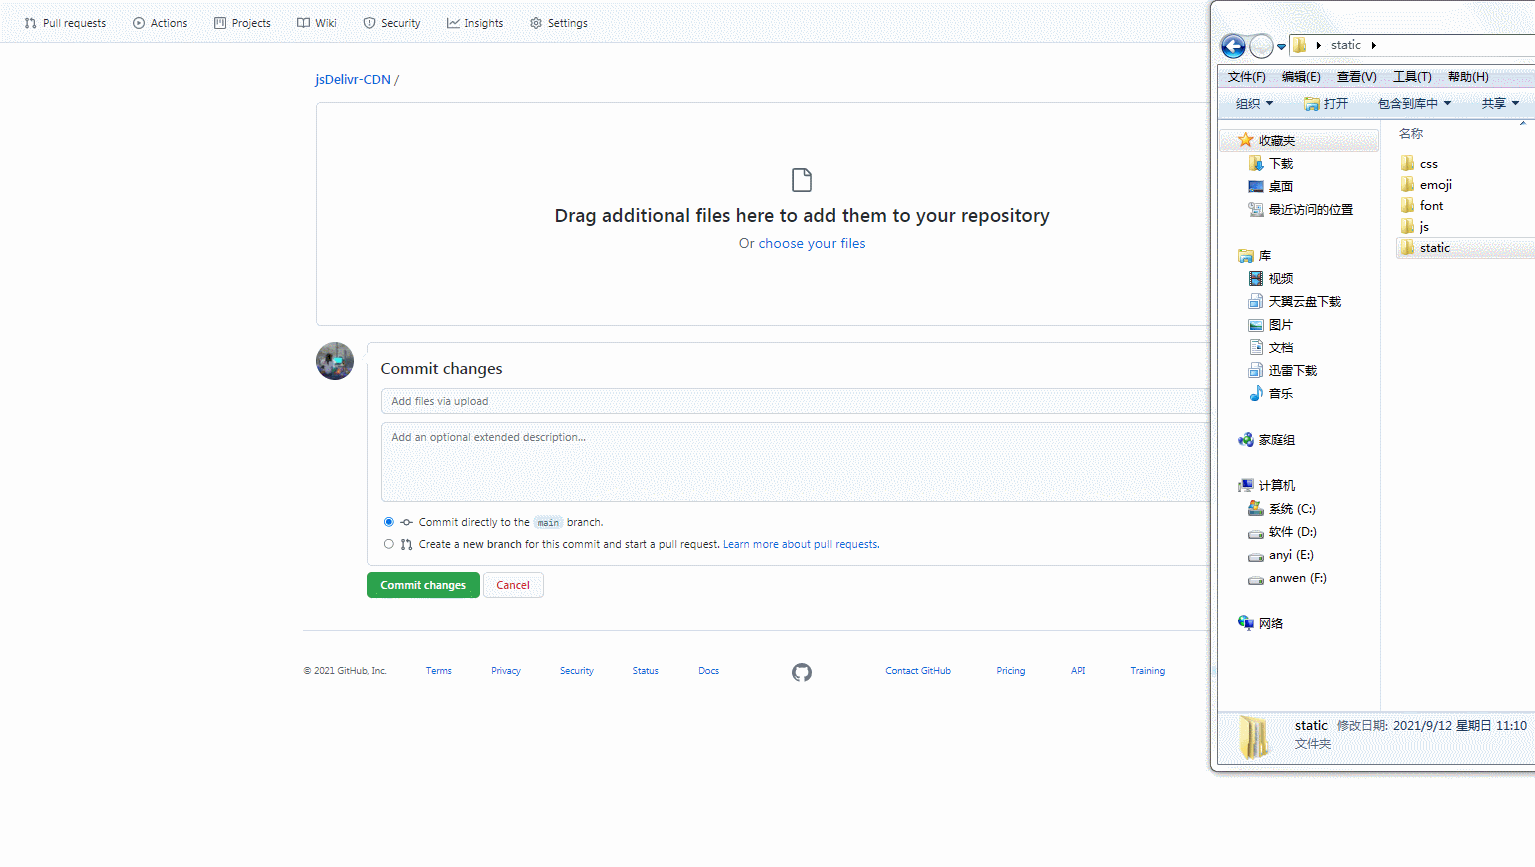 Pull requests Actions Projects Wiki Security Insights Settings
jsDelivr-CDN /
Drag additional files here to add them to your repository
Or choose your files
Commit changes
Add files via upload
Add an optional extended description...
Commit directly to the main branch.
Create a new branch for this commit and start a pull request. Learn more about pull requests.
Commit changes Cancel
© 2021 GitHub, Inc. Terms Privacy Security Status Docs Contact GitHub Pricing API Training
static
文件(F) 编辑(E) 查看(V) 工具(T) 帮助(H)
组织 打开 包含到库中 共享
收藏夹
下载
桌面
最近访问的位置
库
视频
天翼云盘下载
图片
文档
迅雷下载
音乐
家庭组
计算机
系统 (C:)
软件 (D:)
anyi (E:)
anwen (F:)
网络
名称
css
emoji
font
js
static
static 修改日期: 2021/9/12 星期日 11:10
文件夹